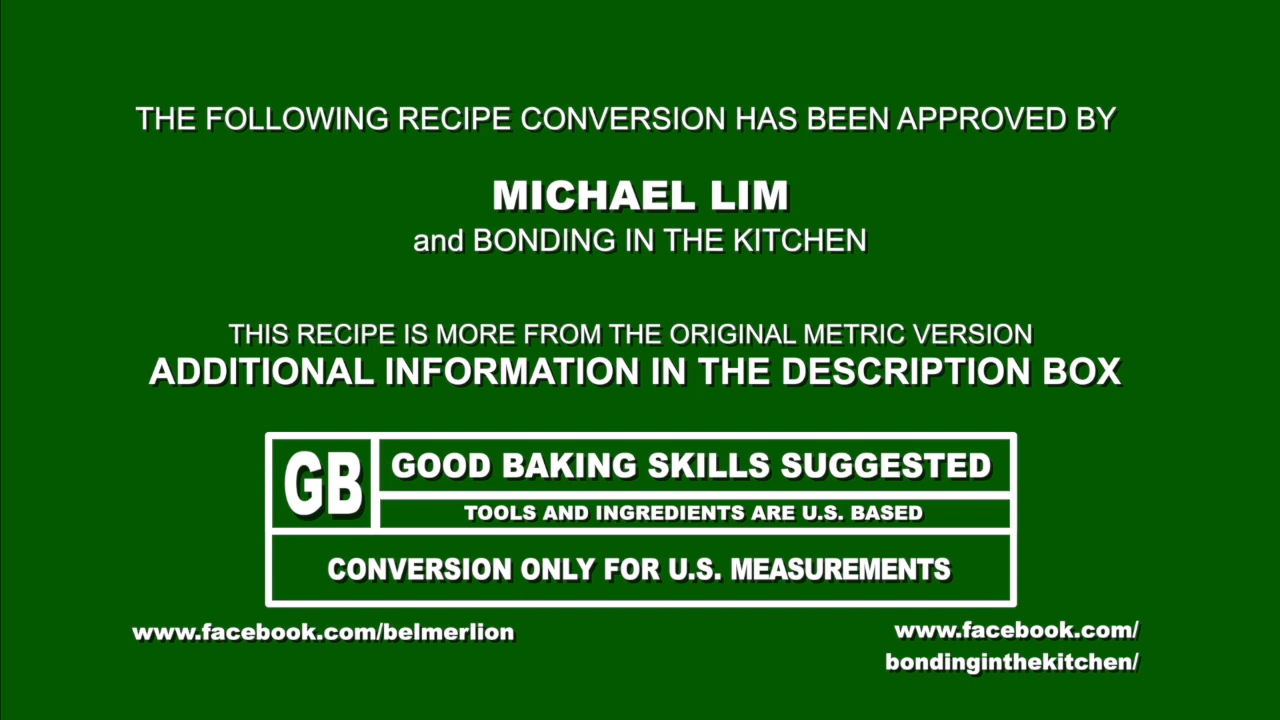 THE FOLLOWING RECIPE CONVERSION HAS BEEN APPROVED BY
MICHAEL LIM
and BONDING IN THE KITCHEN
THIS RECIPE IS MORE FROM THE ORIGINAL METRIC VERSION
ADDITIONAL INFORMATION IN THE DESCRIPTION BOX
GB
GOOD BAKING SKILLS SUGGESTED
TOOLS AND INGREDIENTS ARE U.S. BASED
CONVERSION ONLY FOR U.S. MEASUREMENTS
www.facebook.com/belmerlion
www.facebook.com/
bondinginthekitchen/